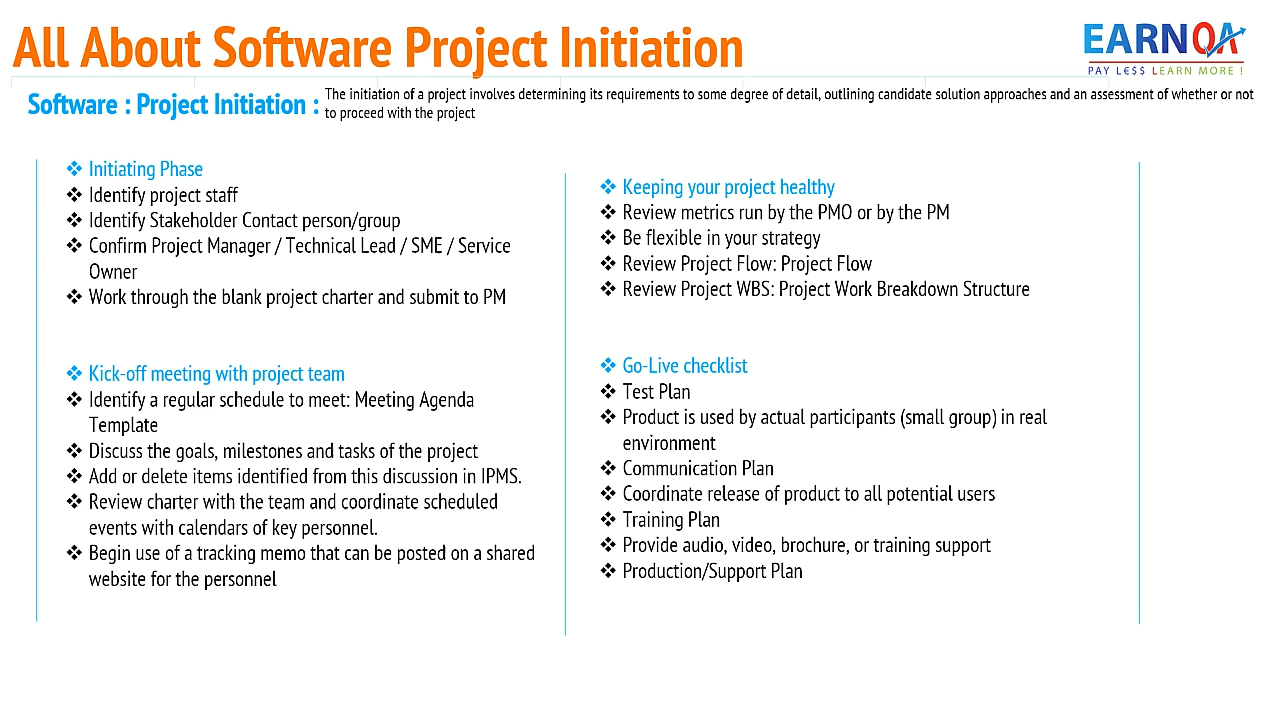 All About Software Project Initiation
EARNQA
PAY LE$$ LEARN MORE !
Software : Project Initiation :
The initiation of a project involves determining its requirements to some degree of detail, outlining candidate solution approaches and an assessment of whether or not
to proceed with the project
❖ Initiating Phase
❖ Identify project staff
❖ Identify Stakeholder Contact person/group
❖ Confirm Project Manager / Technical Lead / SME / Service
Owner
❖ Work through the blank project charter and submit to PM
❖ Kick-off meeting with project team
❖ Identify a regular schedule to meet: Meeting Agenda
Template
❖ Discuss the goals, milestones and tasks of the project
❖ Add or delete items identified from this discussion in IPMS.
❖ Review charter with the team and coordinate scheduled
events with calendars of key personnel.
❖ Begin use of a tracking memo that can be posted on a shared
website for the personnel
❖ Keeping your project healthy
❖ Review metrics run by the PMO or by the PM
❖ Be flexible in your strategy
❖ Review Project Flow: Project Flow
❖ Review Project WBS: Project Work Breakdown Structure
❖ Go-Live checklist
❖ Test Plan
❖ Product is used by actual participants (small group) in real
environment
❖ Communication Plan
❖ Coordinate release of product to all potential users
❖ Training Plan
❖ Provide audio, video, brochure, or training support
❖ Production/Support Plan